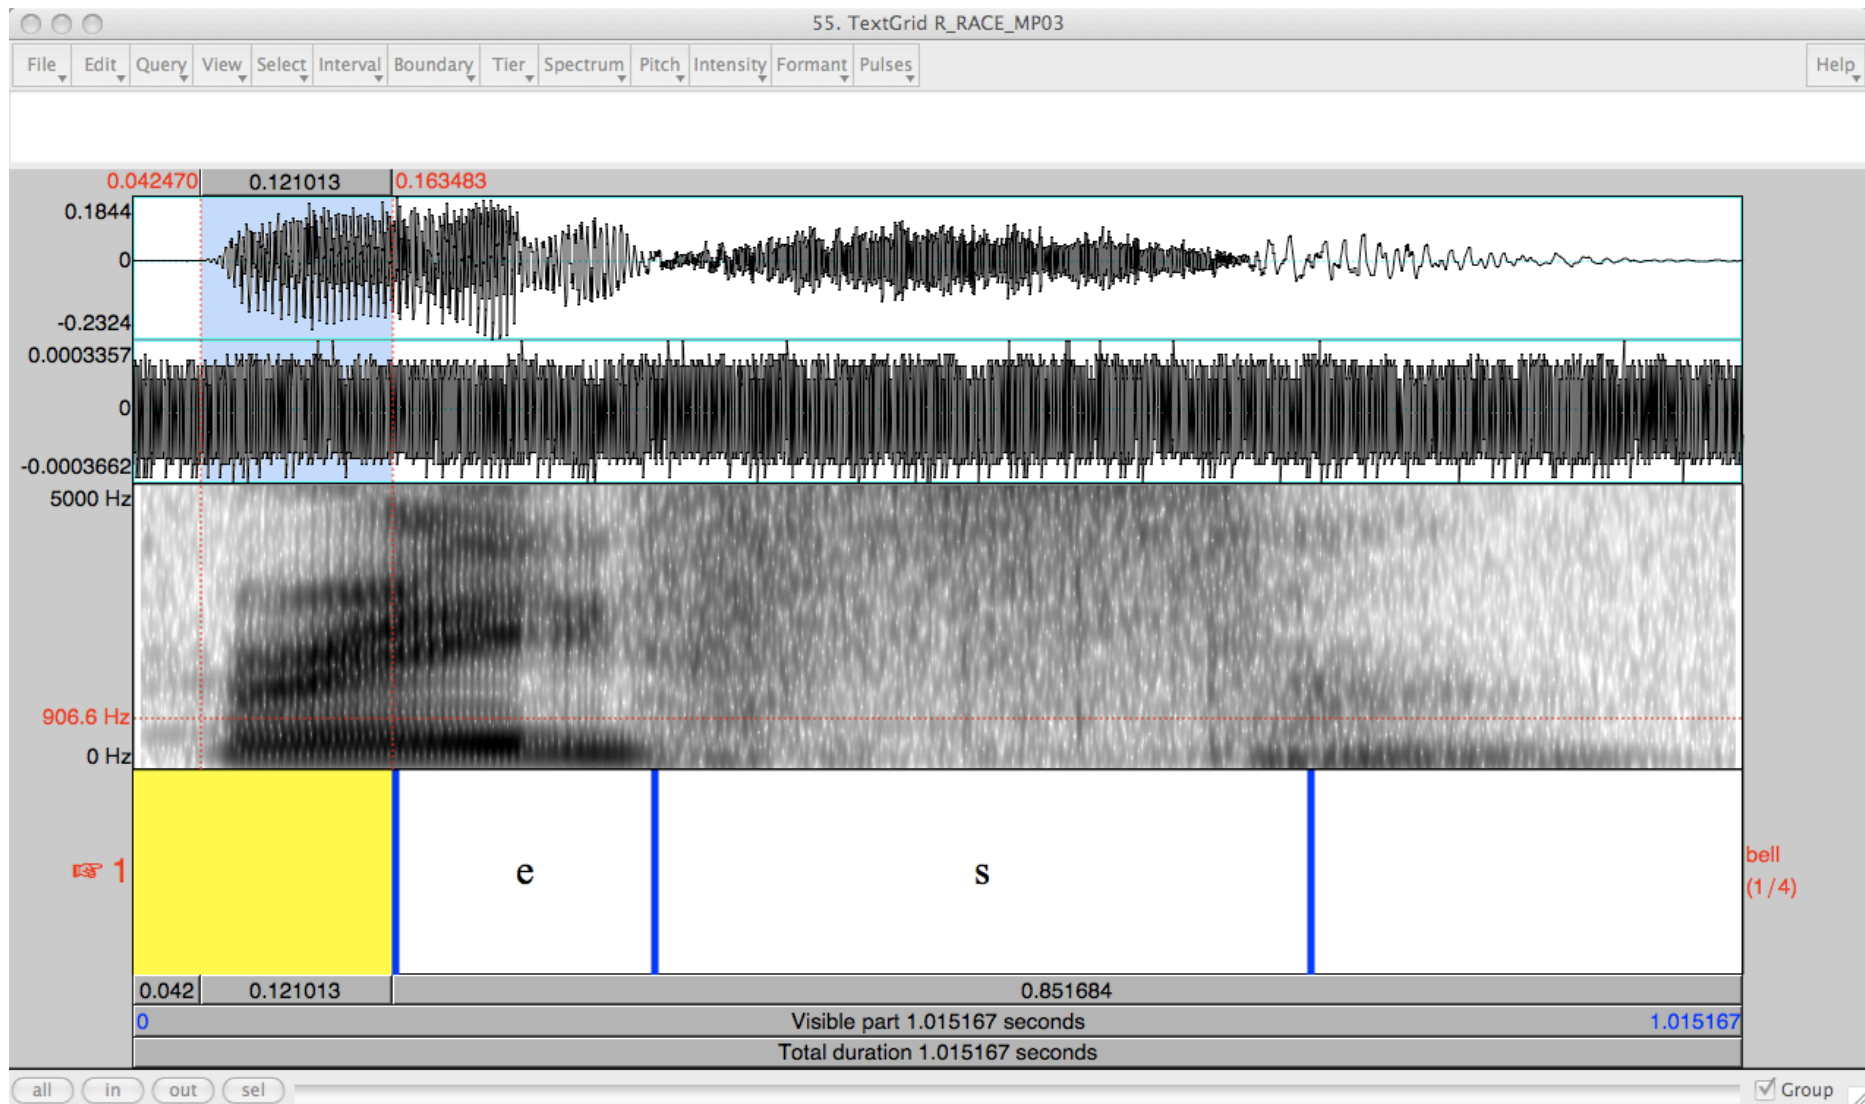 55. TextGrid R_RACE_MP03
File Edit Query View Select Interval Boundary Tier Spectrum Pitch Intensity Formant Pulses Help
0.042470 0.121013 0.163483
0.1844
0
-0.2324
0.0003357
0
-0.0003662
5000 Hz
906.6 Hz
0 Hz
☞ 1 e s bell
(1/4)
0.042 0.121013 0.851684
0 Visible part 1.015167 seconds 1.015167
Total duration 1.015167 seconds
all in out sel Group